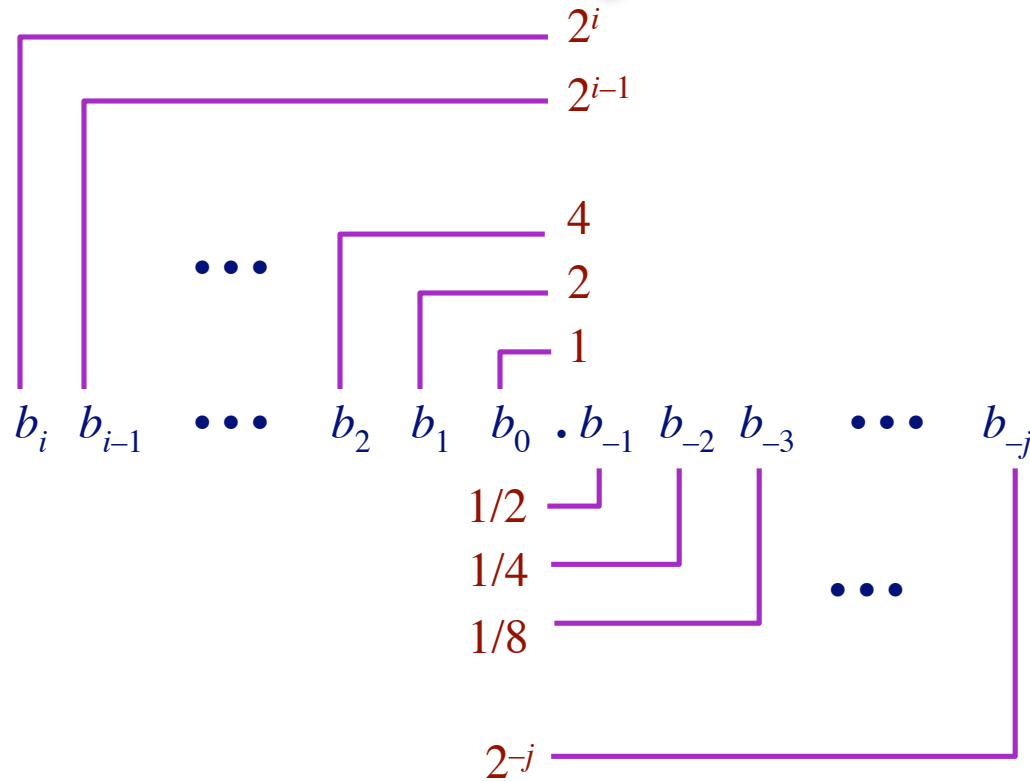 2^i
2^{i–1}
4
2
1
b_i b_{i–1} ••• b_2 b_1 b_0 . b_{–1} b_{–2} b_{–3} ••• b_{–j}
1/2
1/4
1/8
2^{–j}